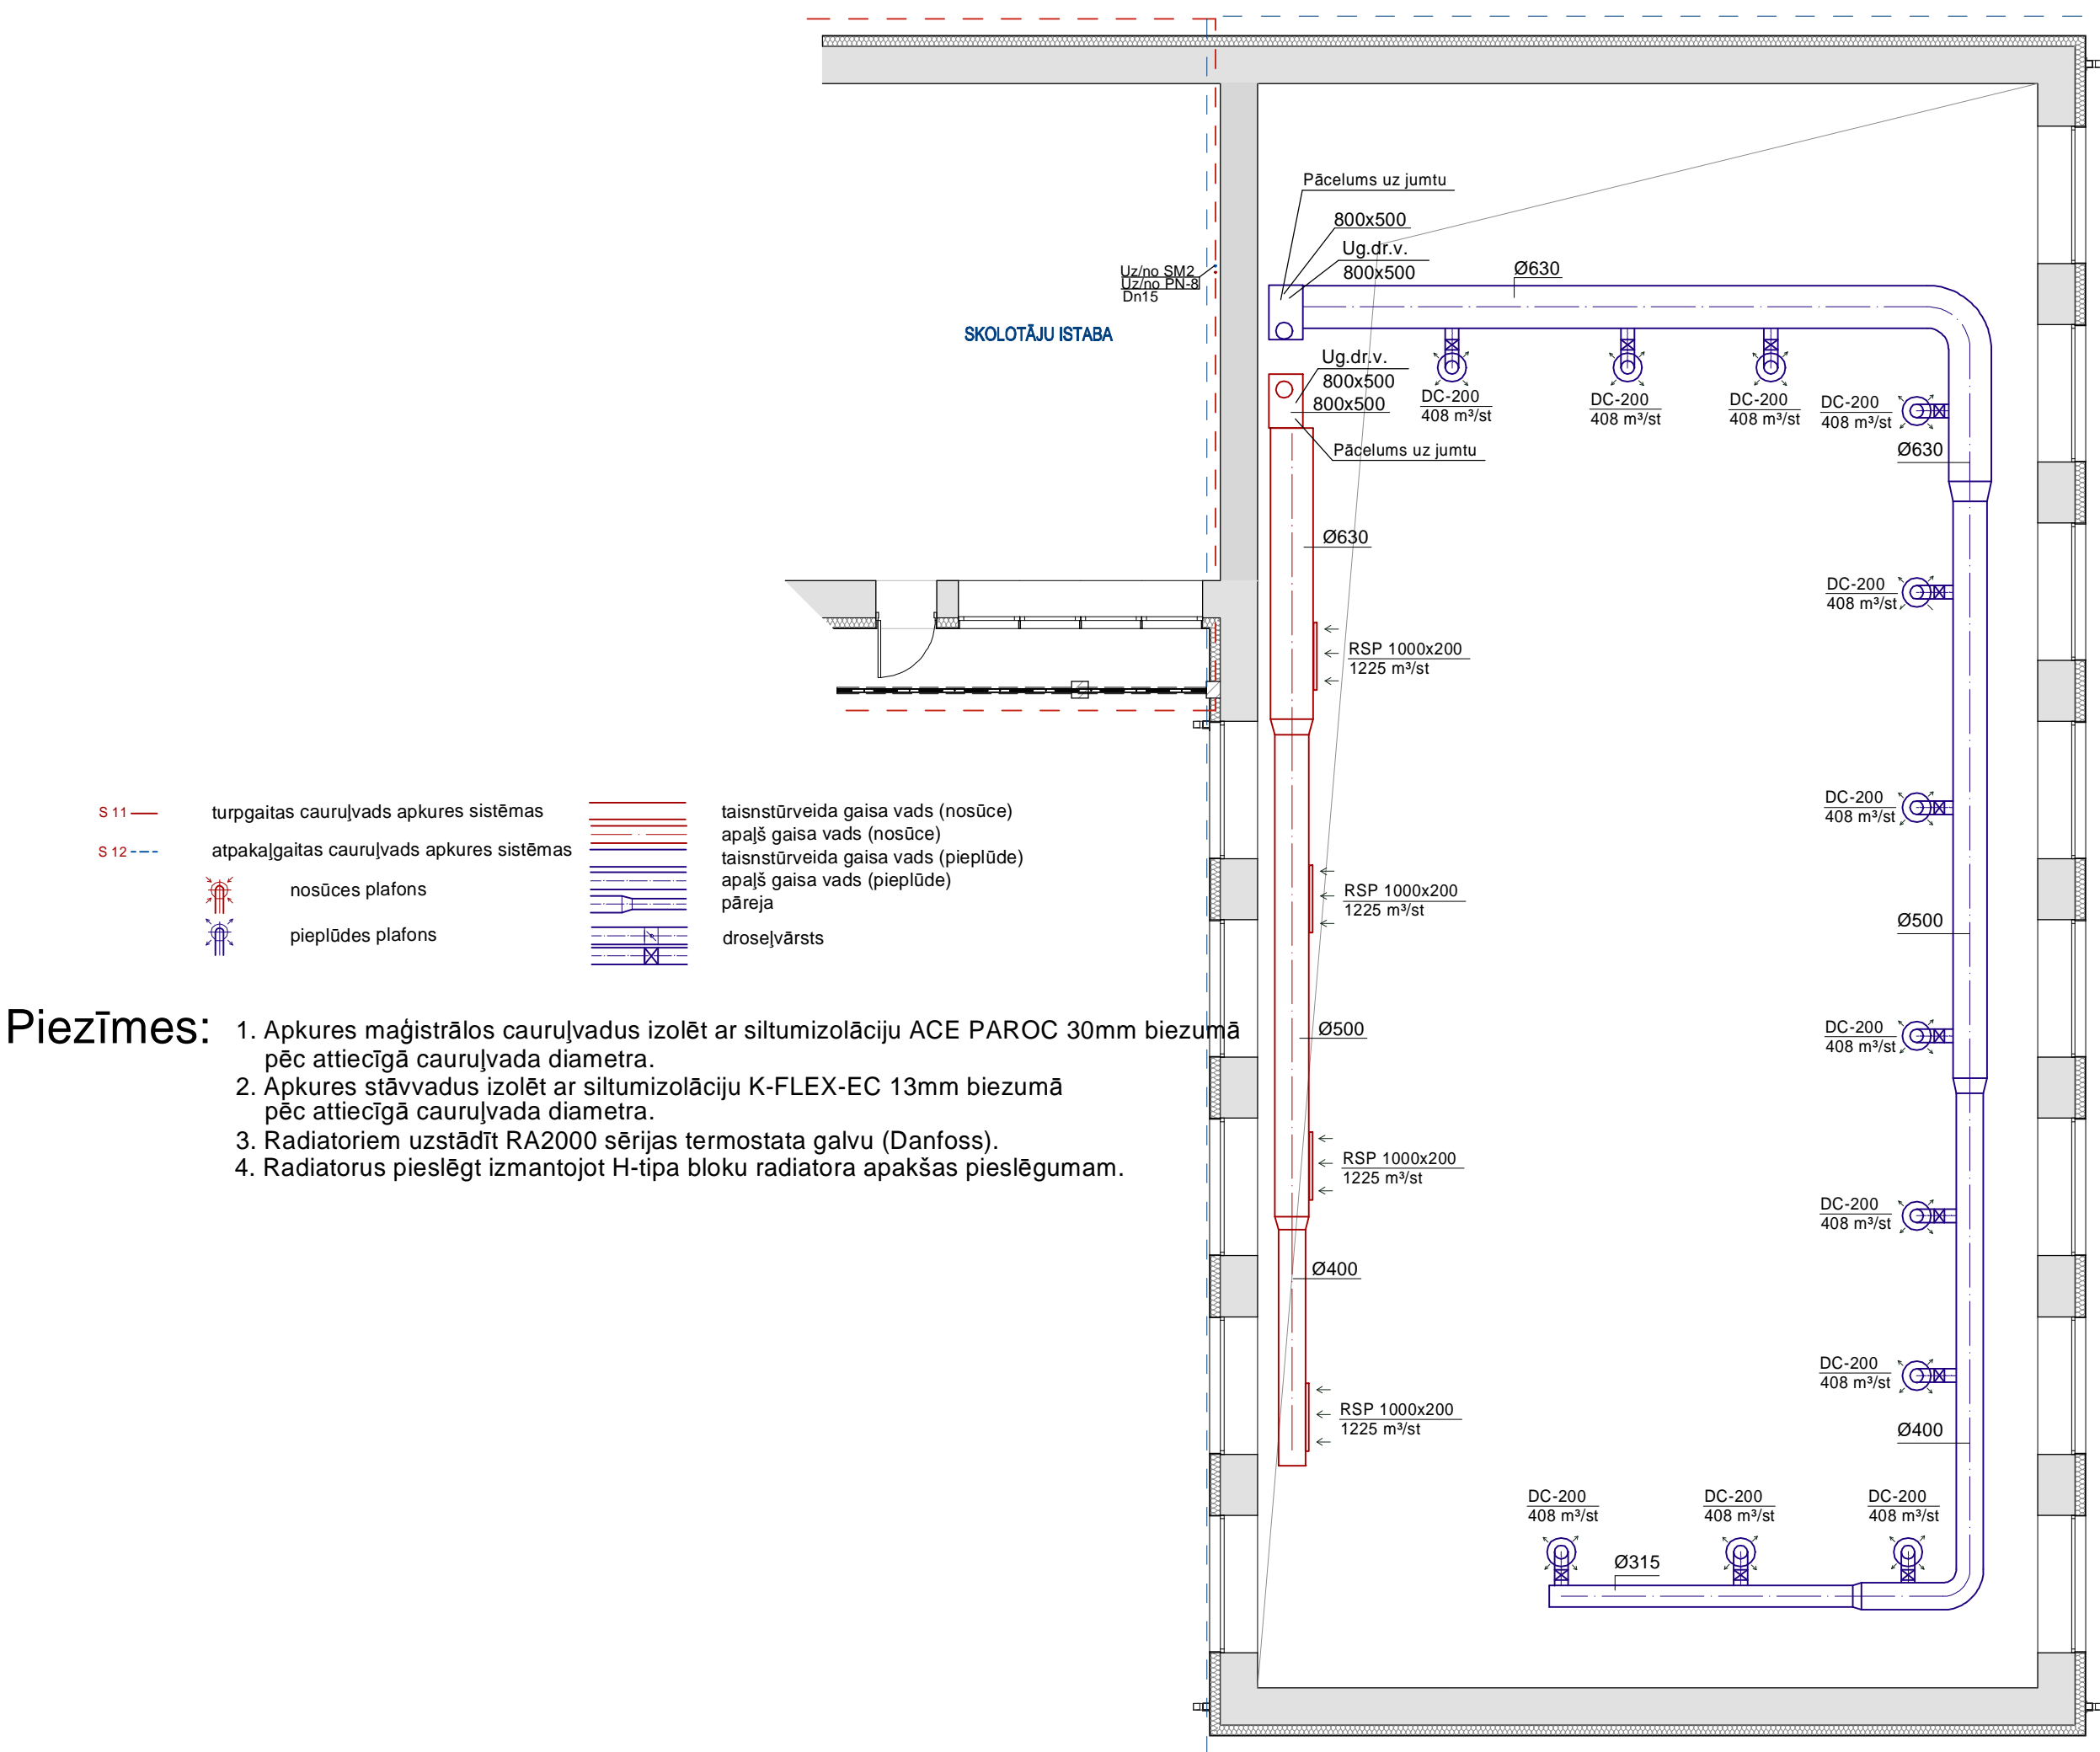 Pācelums uz jumtu
800x500
Ug.dr.v.
800x500
Ø630
Uz/no SM2
Uz/no PN-8
Dn15
SKOLOTĀJU ISTABA
Ug.dr.v.
800x500
800x500
Pācelums uz jumtu
DC-200
408 m³/st
DC-200
408 m³/st
DC-200
408 m³/st
DC-200
408 m³/st
Ø630
Ø630
DC-200
408 m³/st
RSP 1000x200
1225 m³/st
DC-200
408 m³/st
RSP 1000x200
1225 m³/st
Ø500
Ø500
DC-200
408 m³/st
RSP 1000x200
1225 m³/st
DC-200
408 m³/st
Ø400
DC-200
408 m³/st
RSP 1000x200
1225 m³/st
Ø400
DC-200
408 m³/st
DC-200
408 m³/st
DC-200
408 m³/st
Ø315
S 11
turpgaitas cauruļvads apkures sistēmas
S 12
atpakaļgaitas cauruļvads apkures sistēmas
nosūces plafons
pieplūdes plafons
taisnstūrveida gaisa vads (nosūce)
apaļš gaisa vads (nosūce)
taisnstūrveida gaisa vads (pieplūde)
apaļš gaisa vads (pieplūde)
pāreja
droseļvārsts
Piezīmes:
1. Apkures maģistrālos cauruļvadus izolēt ar siltumizolāciju ACE PAROC 30mm biezumā
pēc attiecīgā cauruļvada diametra.
2. Apkures stāvvadus izolēt ar siltumizolāciju K-FLEX-EC 13mm biezumā
pēc attiecīgā cauruļvada diametra.
3. Radiatoriem uzstādīt RA2000 sērijas termostata galvu (Danfoss).
4. Radiatorus pieslēgt izmantojot H-tipa bloku radiatora apakšas pieslēgumam.